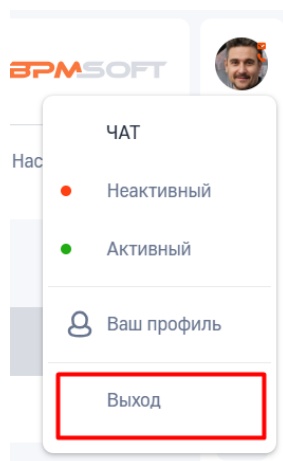 BPMSOFT
ЧАТ
Нас
Неактивный
Активный
Ваш профиль
Выход